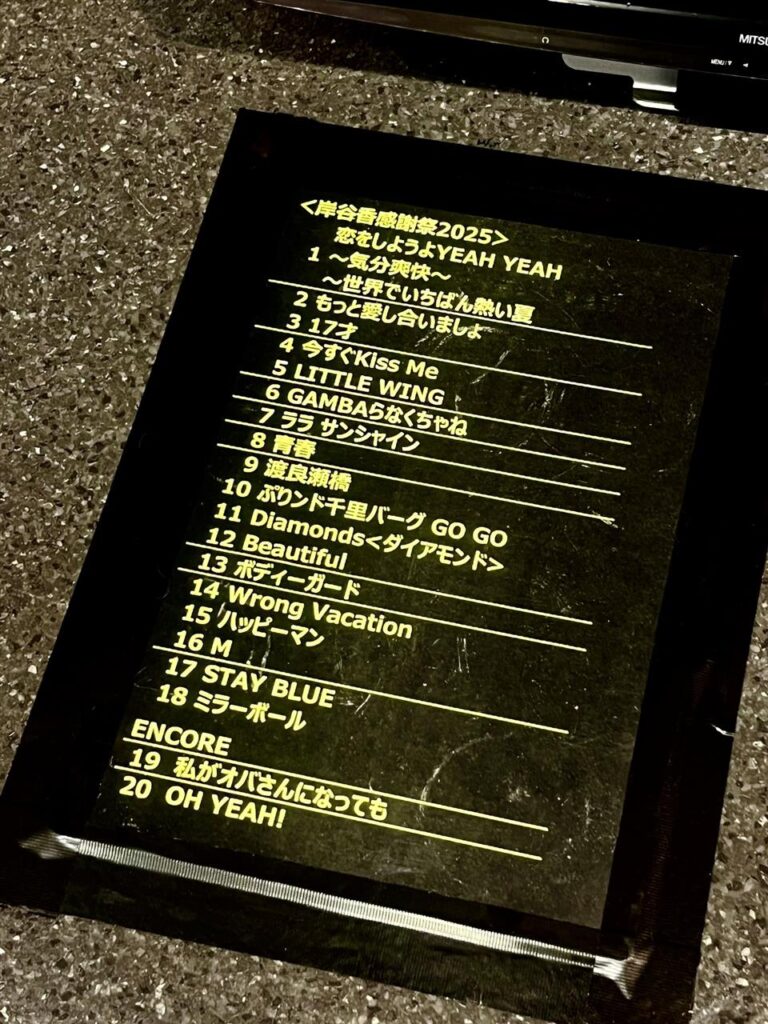 MITSU
MENU/▼ ◀
<岸谷香感謝祭2025>
恋をしようよYEAH YEAH
1 ～気分爽快～
～世界でいちばん熱い夏
2 もっと愛し合いましょ
3 17才
4 今すぐKiss Me
5 LITTLE WING
6 GAMBAらなくちゃね
7 ララ サンシャイン
8 青春
9 渡良瀬橋
10 ぷりンド千里バーグ GO GO
11 Diamonds<ダイアモンド>
12 Beautiful
13 ボディーガード
14 Wrong Vacation
15 ハッピーマン
16 M
17 STAY BLUE
18 ミラーボール
ENCORE
19 私がオバさんになっても
20 OH YEAH!